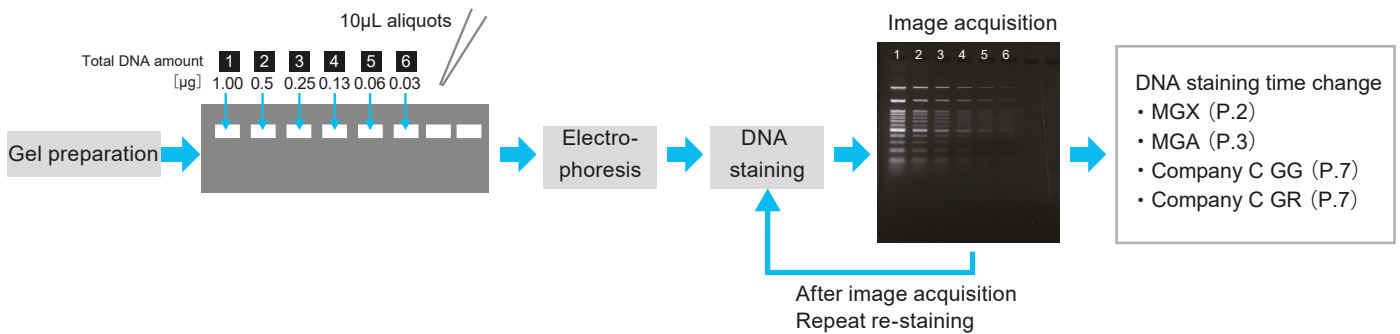 10µL aliquots
Total DNA amount 1 2 3 4 5 6
[µg] 1.00 0.5 0.25 0.13 0.06 0.03
Gel preparation
Electro-
phoresis
DNA
staining
Image acquisition
1 2 3 4 5 6
After image acquisition
Repeat re-staining
DNA staining time change
・MGX（P.2）
・MGA（P.3）
・Company C GG（P.7）
・Company C GR（P.7）